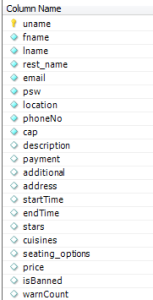 Column Name
uname
fname
lname
rest_name
email
psw
location
phoneNo
cap
description
payment
additional
address
startTime
endTime
stars
cuisines
seating_options
price
isBanned
warnCount